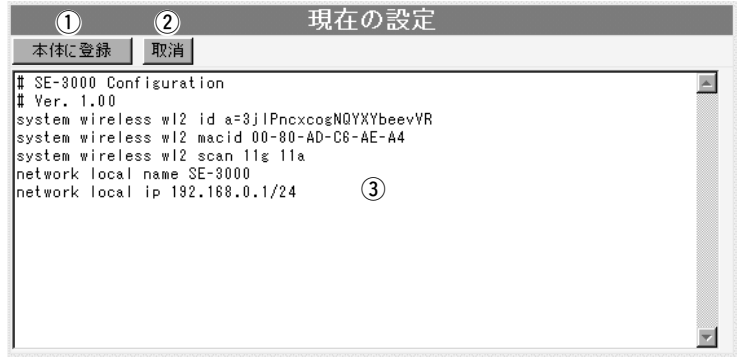 ① ②
現在の設定
本体に登録 取消
# SE-3000 Configuration
# Ver. 1.00
system wireless wl2 id a=3jlPncxcogNQYXYbeevVR
system wireless wl2 macid 00-80-AD-C6-AE-A4
system wireless wl2 scan 11g 11a
network local name SE-3000
network local ip 192.168.0.1/24
③